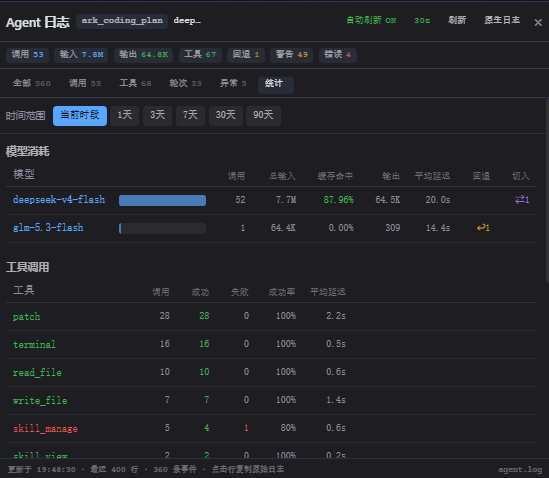 Agent 日志 ark_coding_plan deep… 自动刷新 ON 30s 刷新 原生日志 ×
调用 53 输入 7.8M 输出 64.8K 工具 67 回退 1 警告 49 错误 4
全部 360 调用 53 工具 68 轮次 33 异常 5 统计
时间范围 当前时段 1天 3天 7天 30天 90天
模型消耗
模型 调用 总输入 缓存命中 输出 平均延迟 回退 切入
deepseek-v4-flash 52 7.7M 87.96% 64.5K 20.0s ⇄1
glm-5.3-flash 1 64.4K 0.00% 309 14.4s ↩1
工具调用
工具 调用 成功 失败 成功率 平均延迟
patch 28 28 0 100% 2.2s
terminal 16 16 0 100% 0.5s
read_file 10 10 0 100% 0.6s
write_file 7 7 0 100% 1.4s
skill_manage 5 4 1 80% 0.6s
skill_view 2 2 0 100% 0.2s
更新于 19:48:30 · 最近 400 行 · 360 条事件 · 点击行复制原始日志 agent.log